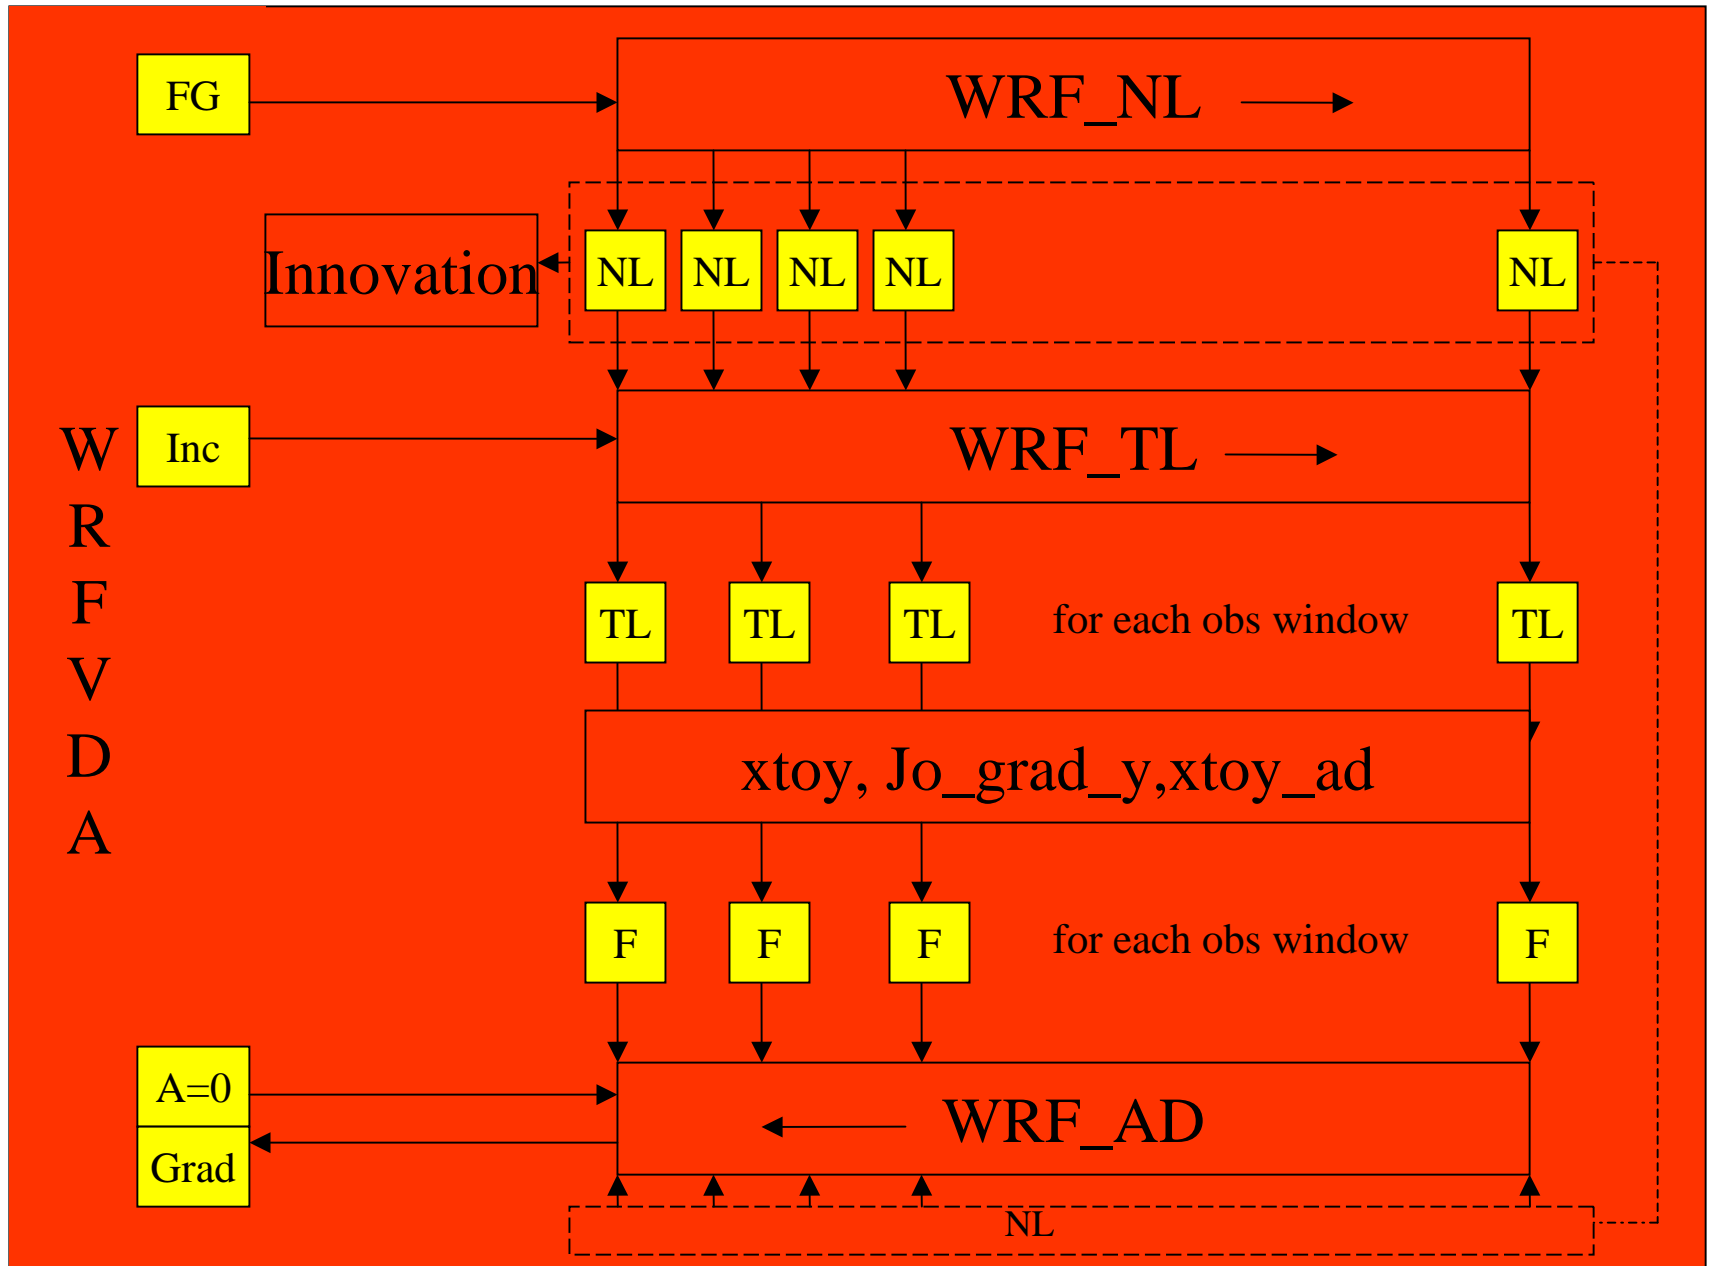 FG
WRF_NL
Innovation
NL NL NL NL NL
W
R
F
V
D
A
Inc
WRF_TL
TL TL TL for each obs window TL
xtoy, Jo_grad_y,xtoy_ad
F F F for each obs window F
A=0
Grad
WRF_AD
NL